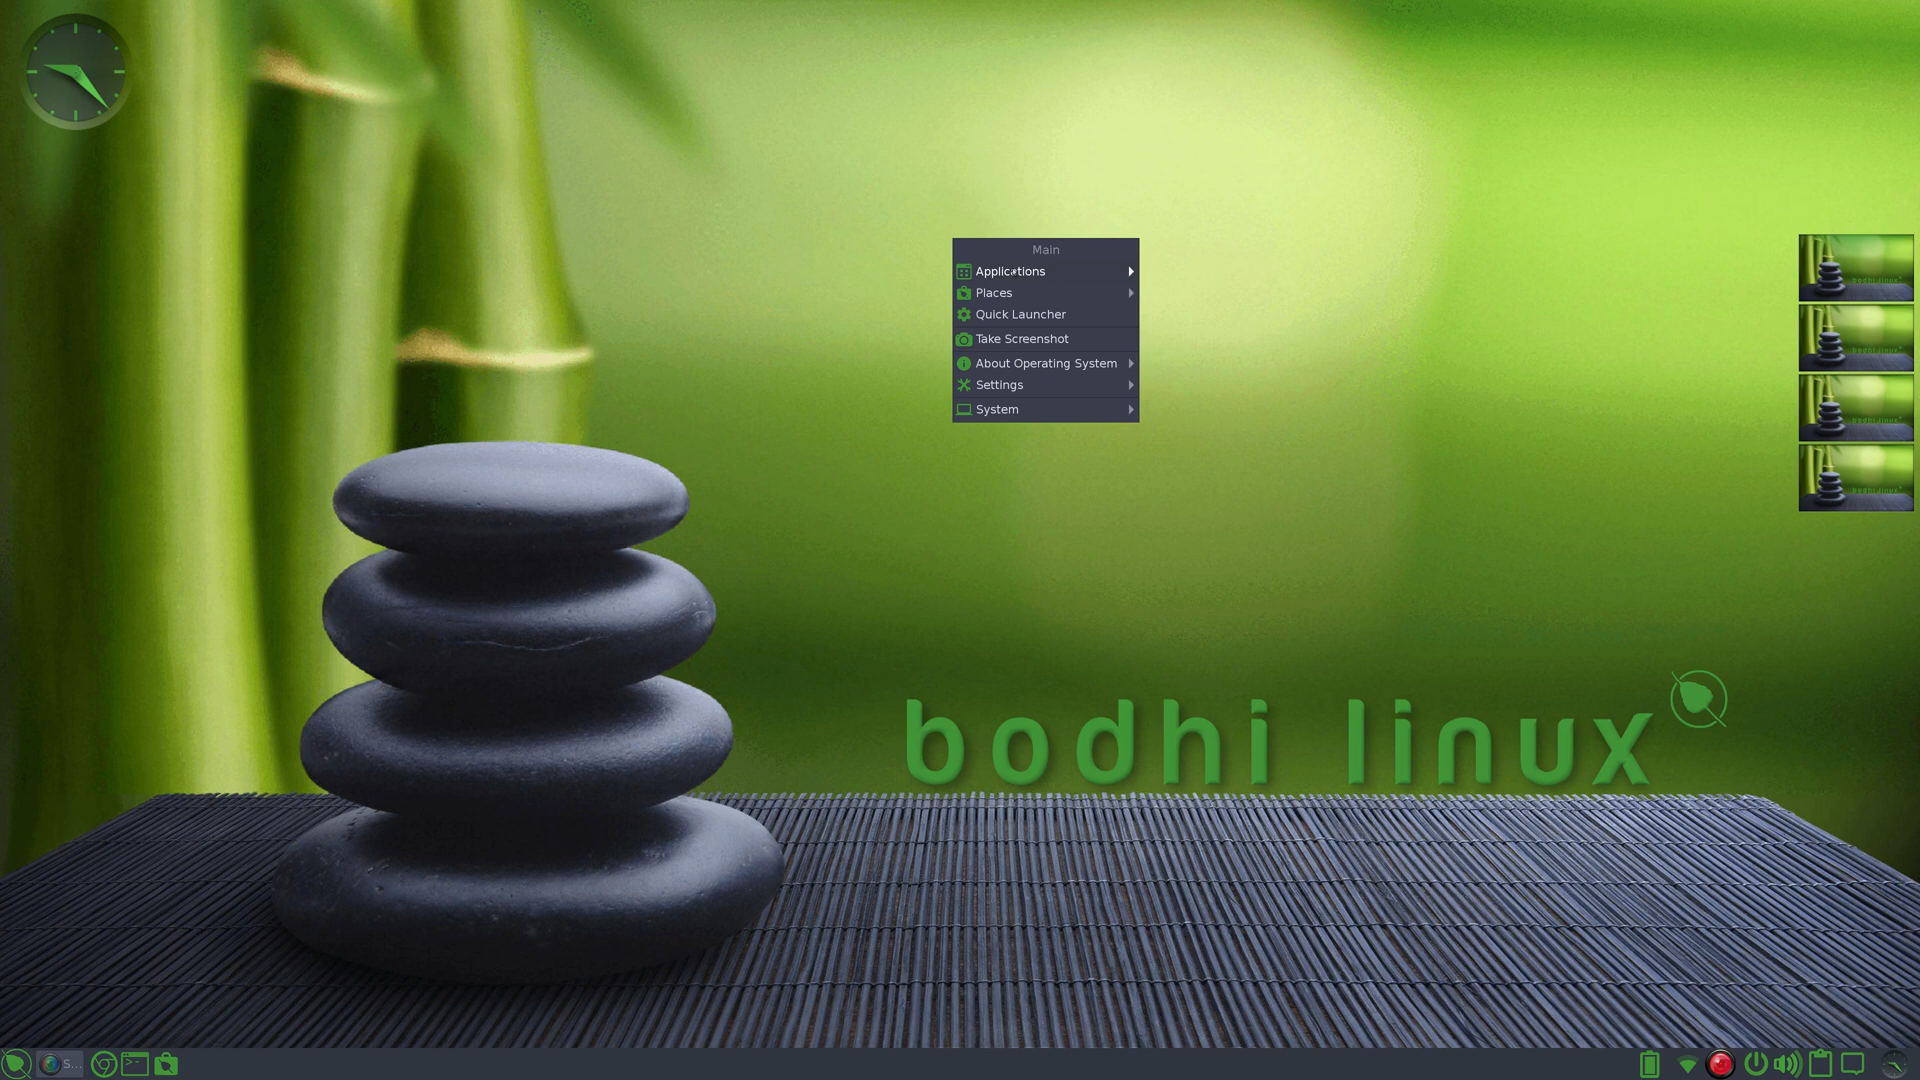 Main
Applications
Places
Quick Launcher
Take Screenshot
About Operating System
Settings
System
bodhi linux
S...